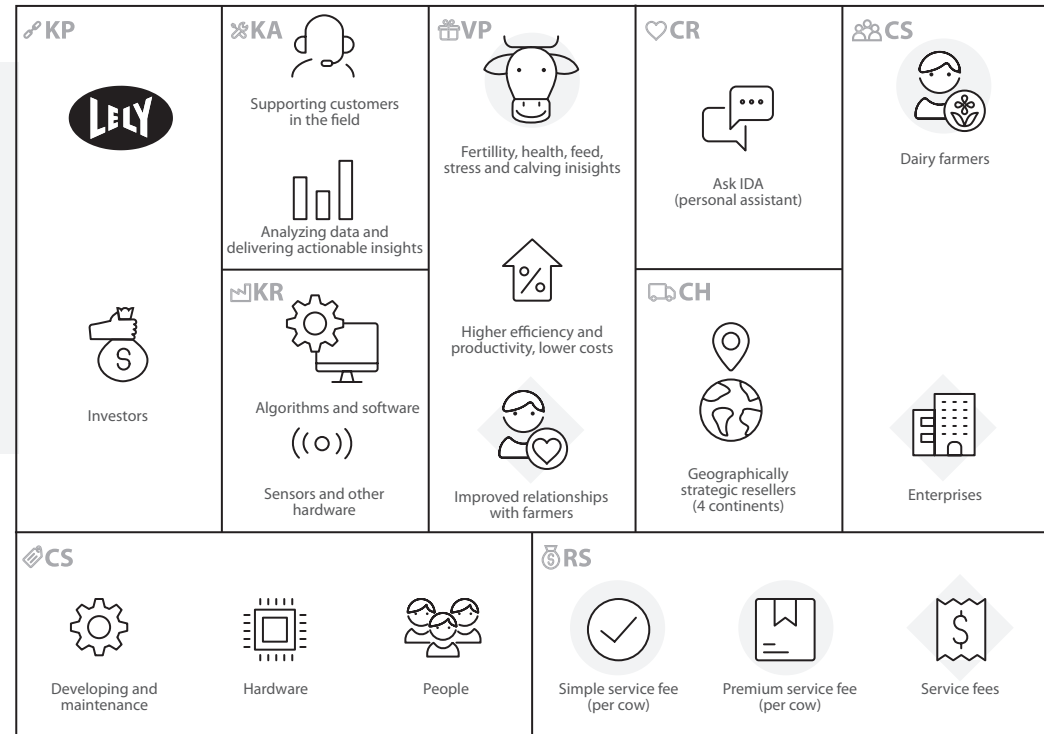 KP
LELY
Investors
KA
Supporting customers
in the field
Analyzing data and
delivering actionable insights
KR
Algorithms and software
Sensors and other
hardware
VP
Fertillity, health, feed,
stress and calving inisights
Higher efficiency and
productivity, lower costs
Improved relationships
with farmers
CR
Ask IDA
(personal assistant)
CH
Geographically
strategic resellers
(4 continents)
CS
Dairy farmers
Enterprises
CS
Developing and
maintenance
Hardware
People
RS
Simple service fee
(per cow)
Premium service fee
(per cow)
Service fees